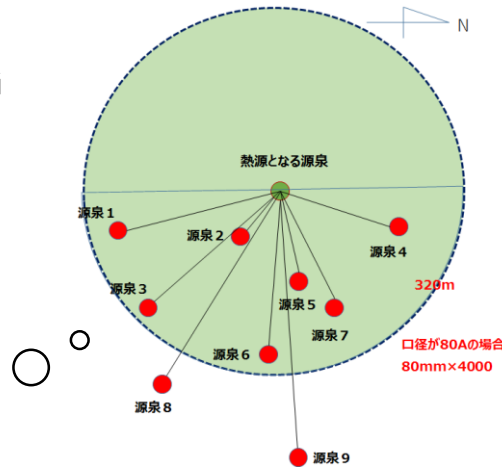 N
熱源となる源泉
源泉１
源泉２
源泉４
源泉３
320m
源泉５
源泉７
口径が80Aの場合
源泉６
80mm×4000
源泉８
源泉９